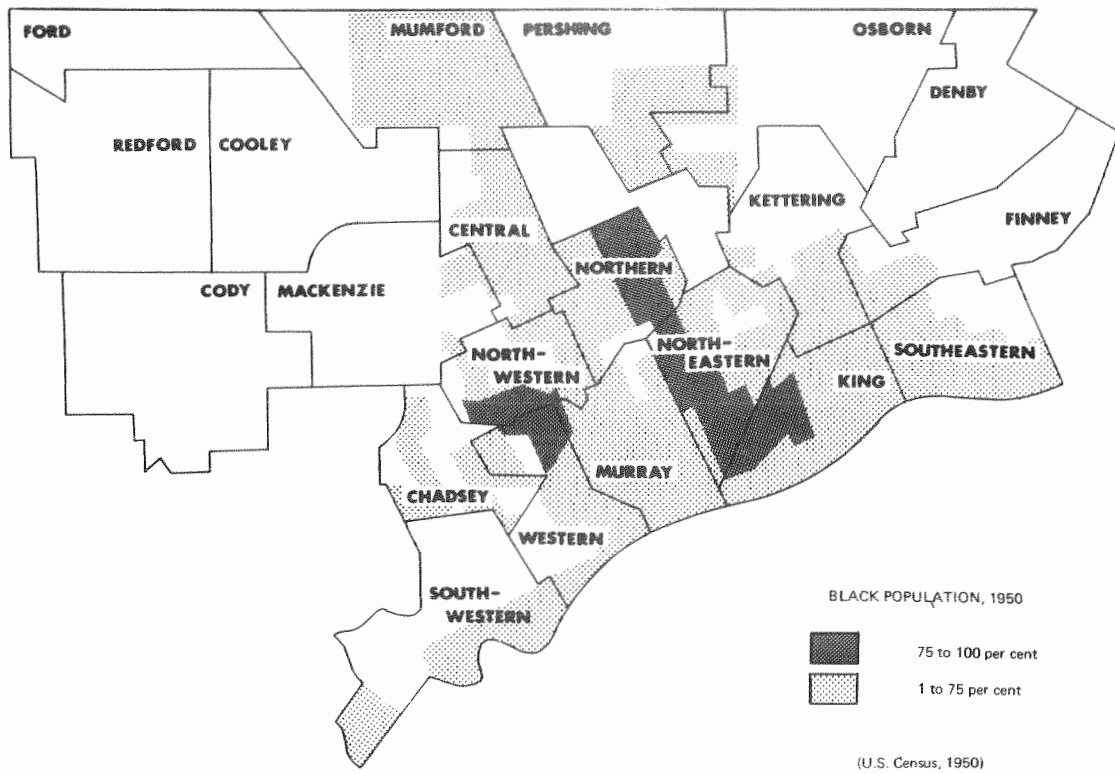 FORD
MUMFORD
PERSHING
OSBORN
DENBY
REDFORD
COOLEY
KETTERING
CENTRAL
FINNEY
NORTHERN
CODY
MACKENZIE
NORTH-
WESTERN
NORTH-
EASTERN
SOUTHEASTERN
KING
MURRAY
CHADSEY
WESTERN
SOUTH-
WESTERN
BLACK POPULATION, 1950
75 to 100 per cent
1 to 75 per cent
(U.S. Census, 1950)